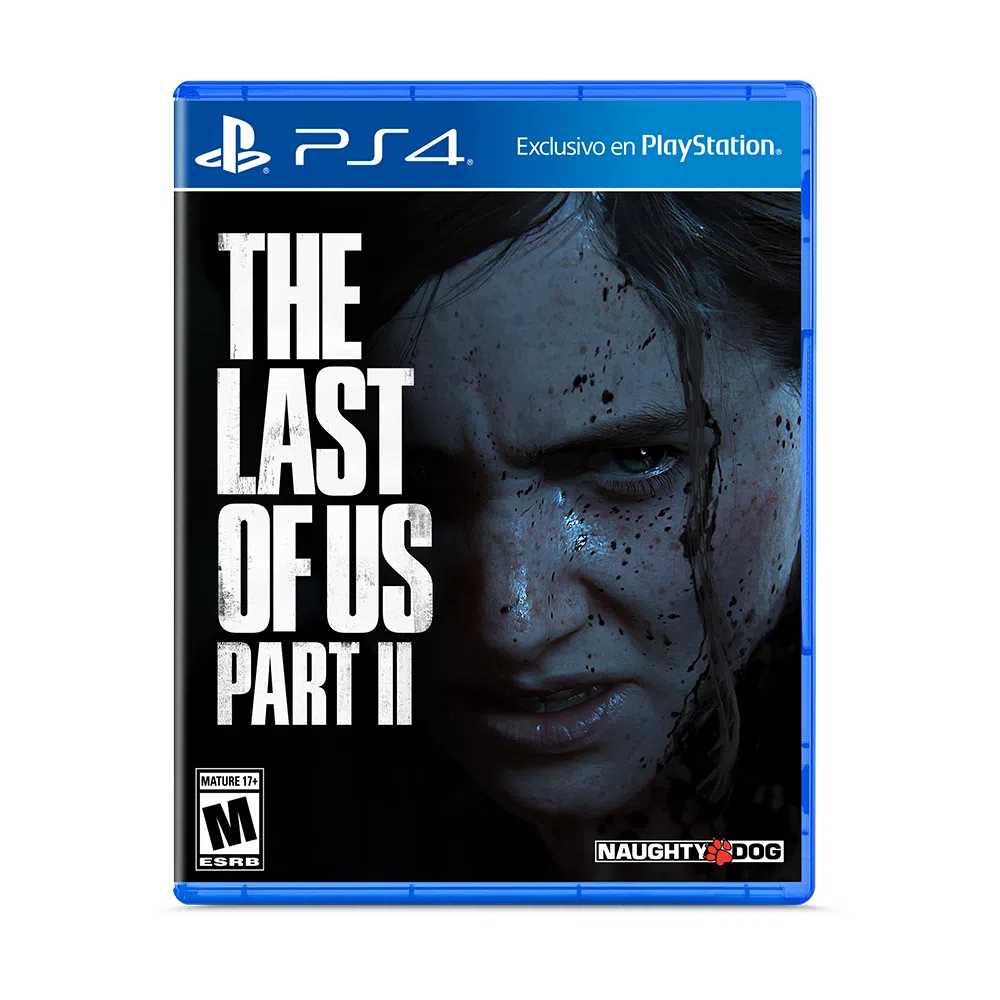 PS4 Exclusivo en PlayStation
THE
LAST
OF US
PART II
MATURE 17+
M
ESRB
NAUGHTY DOG